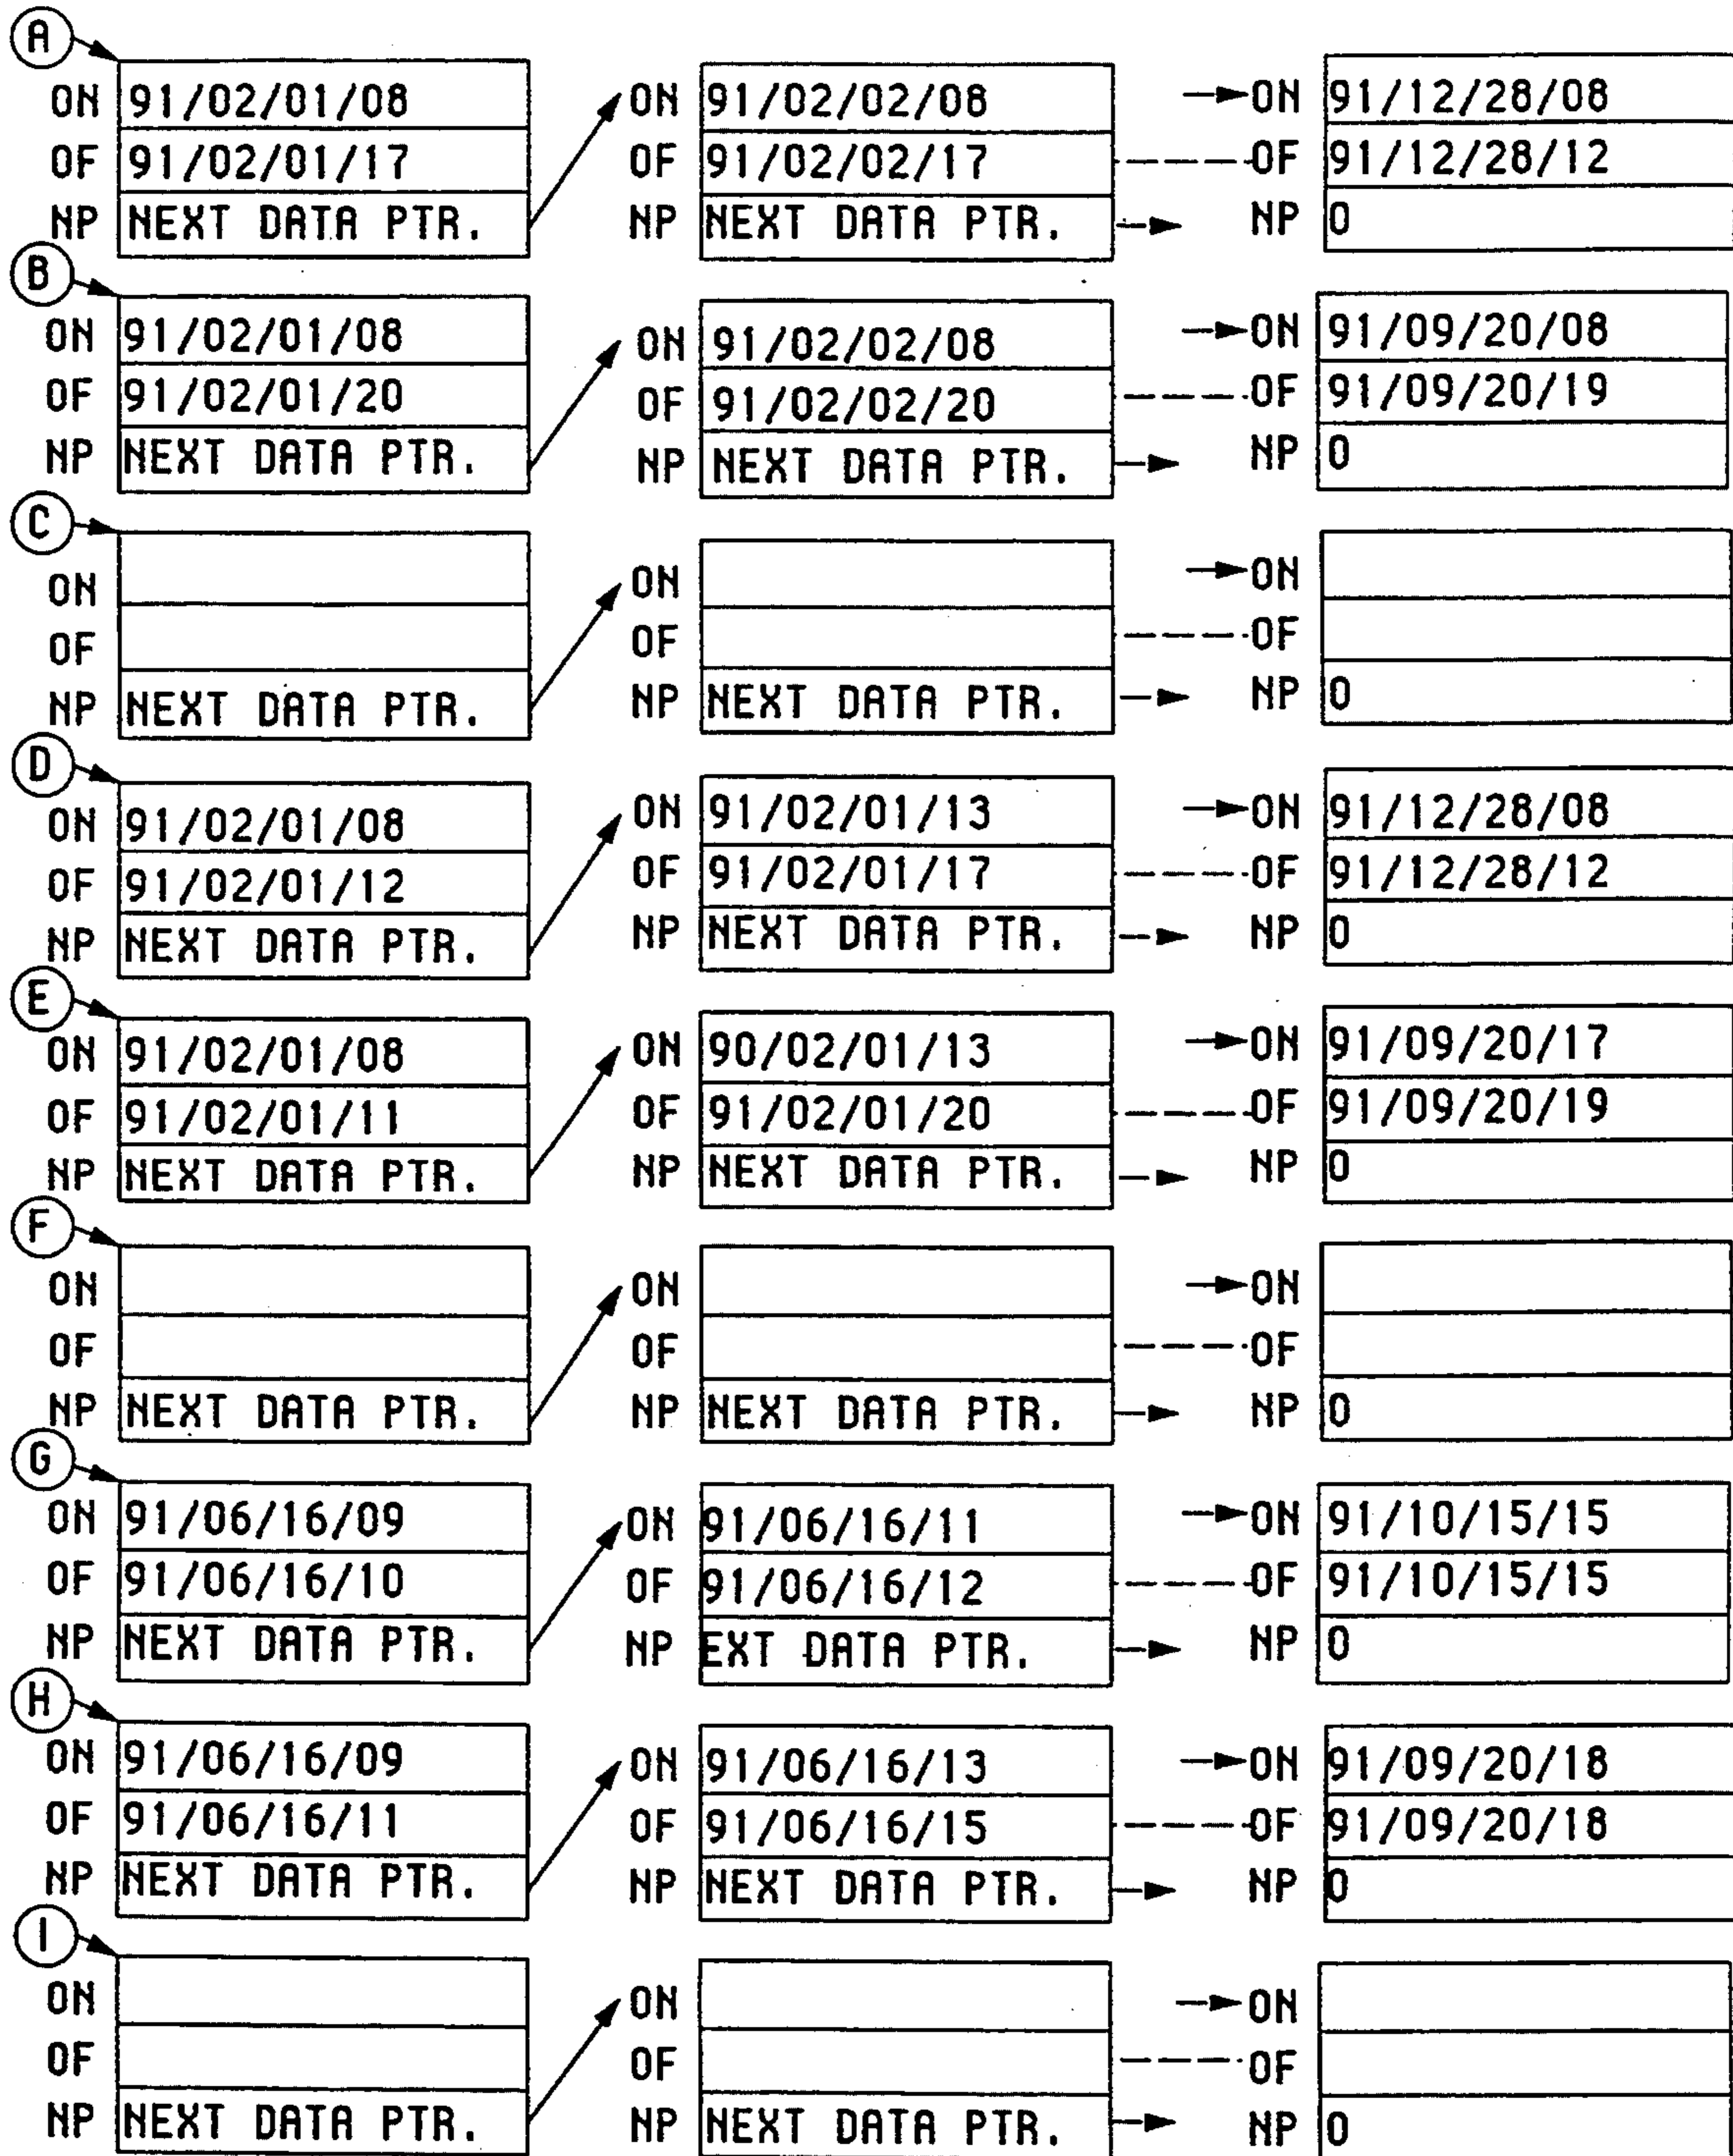 A
ON 91/02/01/08 ON 91/02/02/08 ON 91/12/28/08
OF 91/02/01/17 OF 91/02/02/17 OF 91/12/28/12
NP NEXT DATA PTR. NP NEXT DATA PTR. NP 0
B
ON 91/02/01/08 ON 91/02/02/08 ON 91/09/20/08
OF 91/02/01/20 OF 91/02/02/20 OF 91/09/20/19
NP NEXT DATA PTR. NP NEXT DATA PTR. NP 0
C
ON ON ON
OF OF OF
NP NEXT DATA PTR. NP NEXT DATA PTR. NP 0
D
ON 91/02/01/08 ON 91/02/01/13 ON 91/12/28/08
OF 91/02/01/12 OF 91/02/01/17 OF 91/12/28/12
NP NEXT DATA PTR. NP NEXT DATA PTR. NP 0
E
ON 91/02/01/08 ON 90/02/01/13 ON 91/09/20/17
OF 91/02/01/11 OF 91/02/01/20 OF 91/09/20/19
NP NEXT DATA PTR. NP NEXT DATA PTR. NP 0
F
ON ON ON
OF OF OF
NP NEXT DATA PTR. NP NEXT DATA PTR. NP 0
G
ON 91/06/16/09 ON 91/06/16/11 ON 91/10/15/15
OF 91/06/16/10 OF 91/06/16/12 OF 91/10/15/15
NP NEXT DATA PTR. NP EXT DATA PTR. NP 0
H
ON 91/06/16/09 ON 91/06/16/13 ON 91/09/20/18
OF 91/06/16/11 OF 91/06/16/15 OF 91/09/20/18
NP NEXT DATA PTR. NP NEXT DATA PTR. NP 0
I
ON ON ON
OF OF OF
NP NEXT DATA PTR. NP NEXT DATA PTR. NP 0